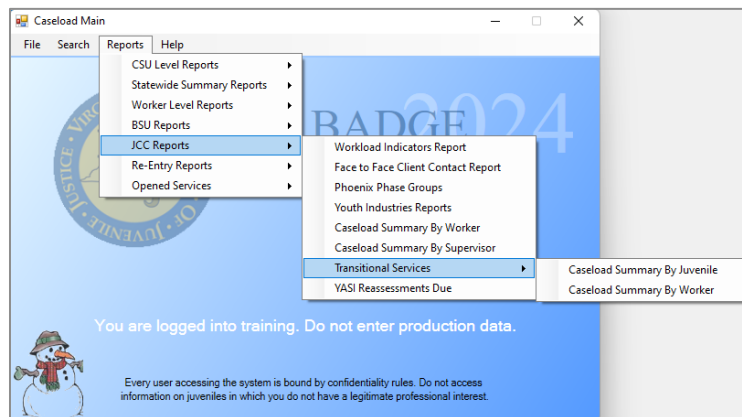 Caseload Main
File Search Reports Help
CSU Level Reports
Statewide Summary Reports
Worker Level Reports
BSU Reports
JCC Reports
Re-Entry Reports
Opened Services
BADGE 2024
Workload Indicators Report
Face to Face Client Contact Report
Phoenix Phase Groups
Youth Industries Reports
Caseload Summary By Worker
Caseload Summary By Supervisor
Transitional Services
YASI Reassessments Due
Caseload Summary By Juvenile
Caseload Summary By Worker
OF JUVENILE JUSTICE
You are logged into training. Do not enter production data.
Every user accessing the system is bound by confidentiality rules. Do not access
information on juveniles in which you do not have a legitimate professional interest.